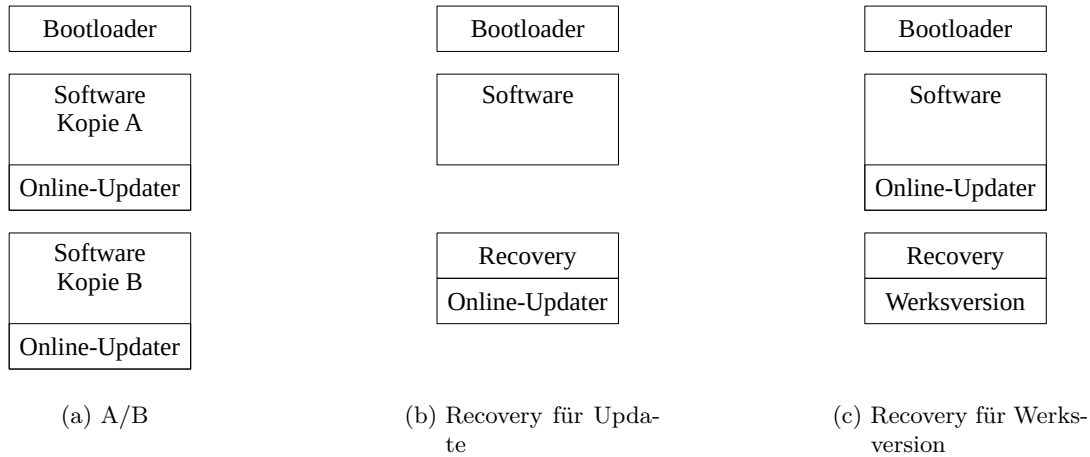 Bootloader
Software
Kopie A
Online-Updater
Software
Kopie B
Online-Updater
(a) A/B
Bootloader
Software
Recovery
Online-Updater
(b) Recovery für Upda-
te
Bootloader
Software
Online-Updater
Recovery
Werksversion
(c) Recovery für Werks-
version